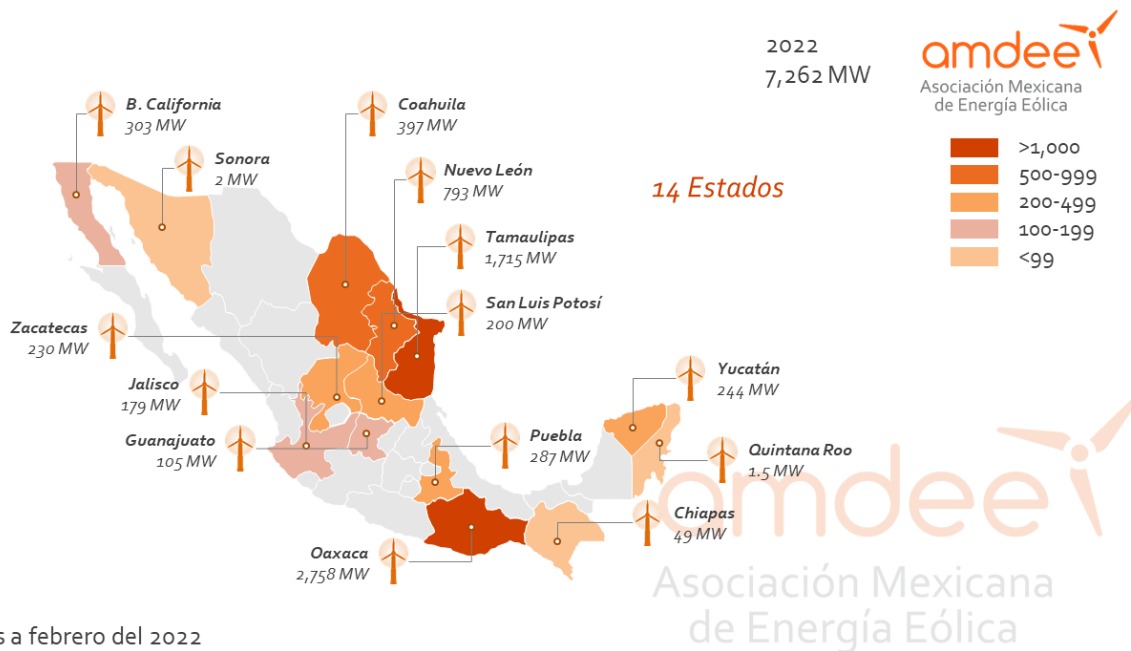 2022
7,262 MW
amdee
Asociación Mexicana
de Energía Eólica
>1,000
500-999
200-499
100-199
<99
14 Estados
B. California
303 MW
Sonora
2 MW
Coahuila
397 MW
Nuevo León
793 MW
Tamaulipas
1,715 MW
San Luis Potosí
200 MW
Zacatecas
230 MW
Jalisco
179 MW
Guanajuato
105 MW
Puebla
287 MW
Yucatán
244 MW
Quintana Roo
1.5 MW
Chiapas
49 MW
Oaxaca
2,758 MW
amdee
Asociación Mexicana
de Energía Eólica
s a febrero del 2022